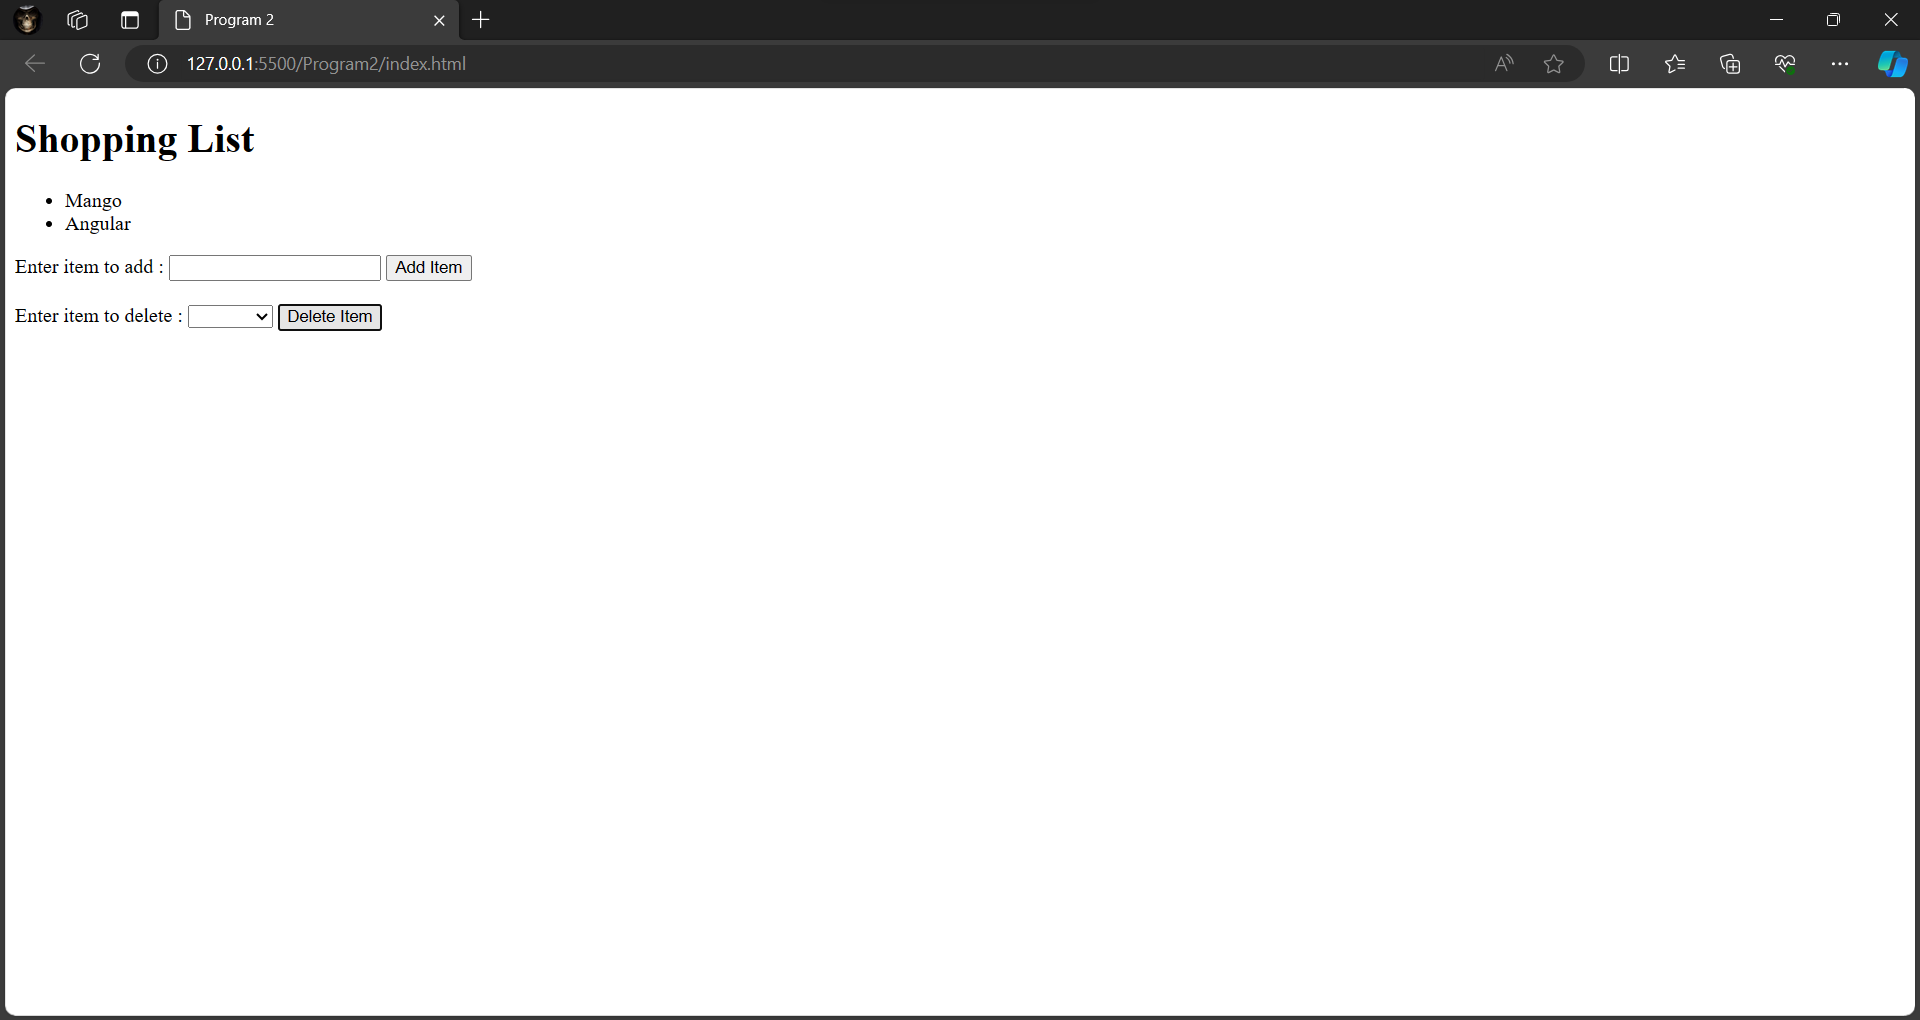 Program 2
127.0.0.1:5500/Program2/index.html
Shopping List
Mango
Angular
Enter item to add : Add Item
Enter item to delete : Delete Item